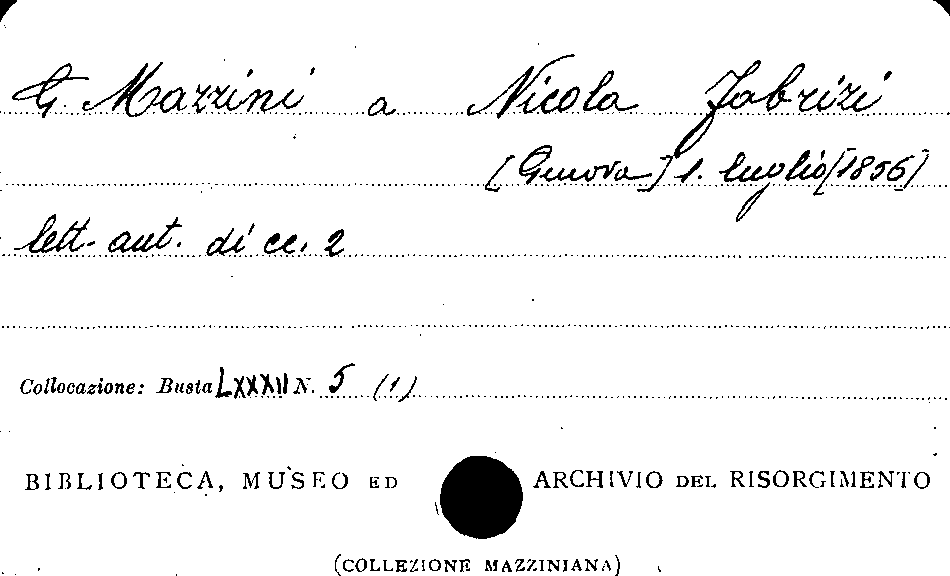 G. Mazzini a Nicola Fabrizi
[Genova] 1. luglio [1856]
lett. aut. di cc. 2
Collocazione: Busta LXXXII N. 5 (1)
BIBLIOTECA, MUSEO ED ARCHIVIO DEL RISORGIMENTO
(COLLEZIONE MAZZINIANA)